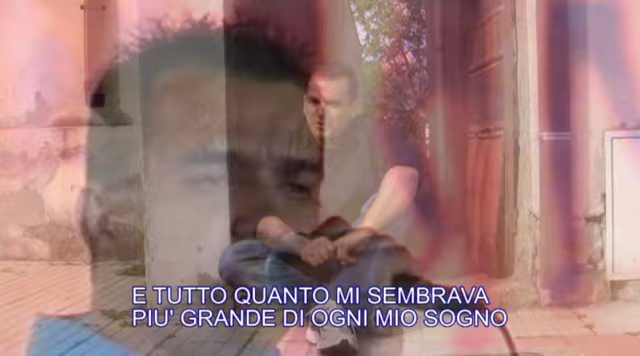 E TUTTO QUANTO MI SEMBRAVA
PIU' GRANDE DI OGNI MIO SOGNO